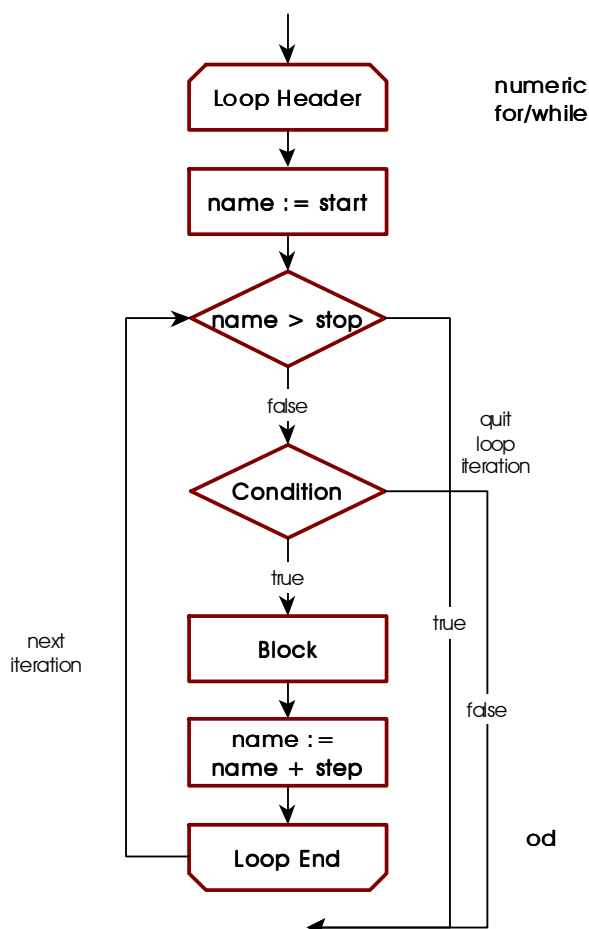 Loop Header
numeric
for/while
name := start
name > stop
false
quit
loop
iteration
Condition
true
next
iteration
Block
true
false
name :=
name + step
Loop End
od